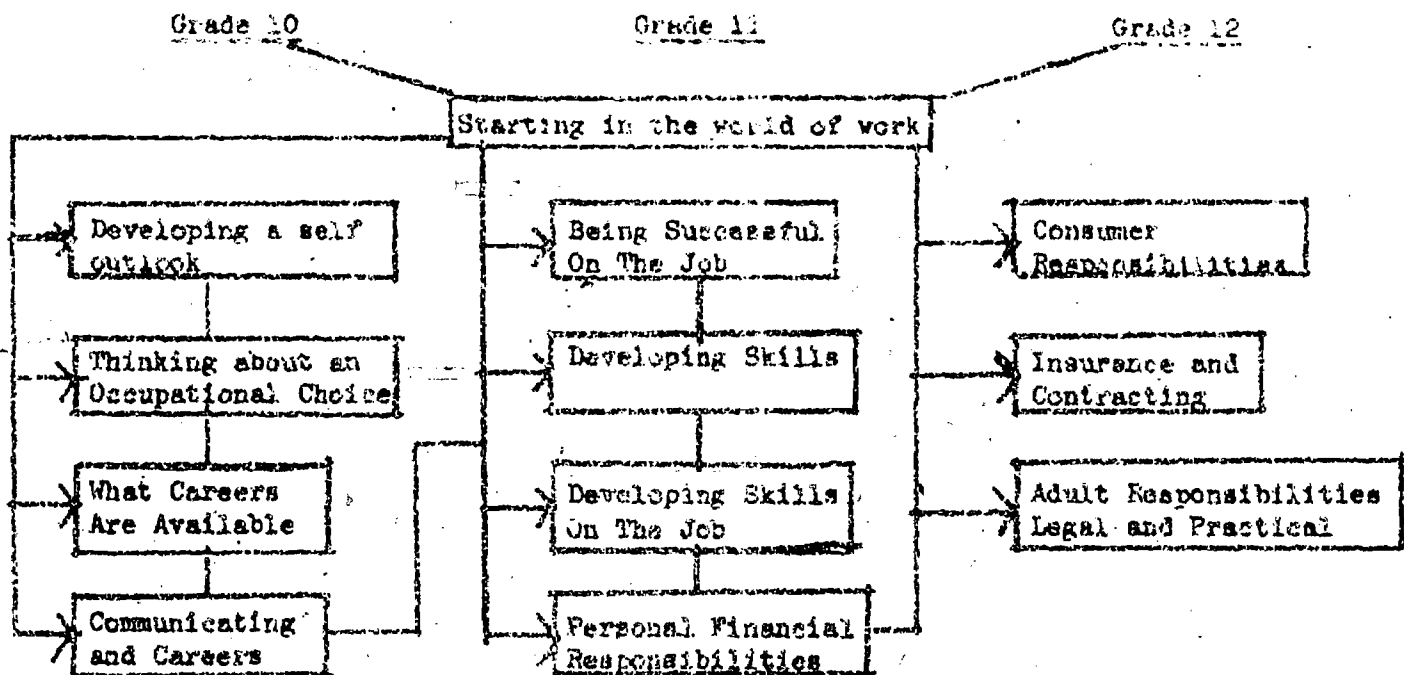 Grade 10
Grade 11
Grade 12
Starting in the world of work
Developing a self
outlook
Thinking about an
Occupational Choice
What Careers
Are Available
Communicating
and Careers
Being Successful
On The Job
Developing Skills
Developing Skills
On The Job
Personal Financial
Responsibilities
Consumer
Responsibilities
Insurance and
Contracting
Adult Responsibilities
Legal and Practical